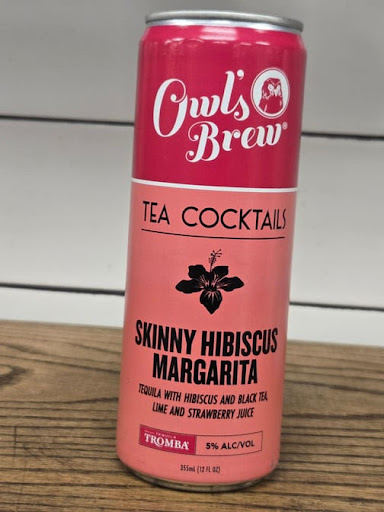 Owl's
Brew®
TEA COCKTAILS
SKINNY HIBISCUS
MARGARITA
TEQUILA WITH HIBISCUS AND BLACK TEA,
LIME AND STRAWBERRY JUICE
TROMBA
5% ALC/VOL
355mL (12 FL OZ)